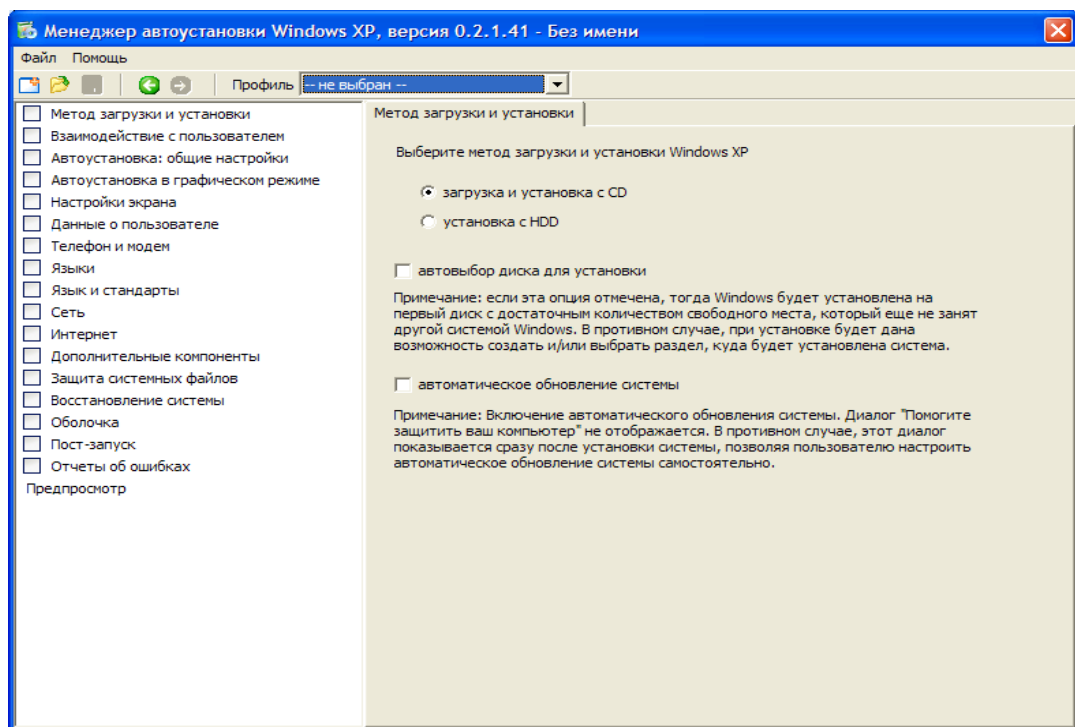 Менеджер автоустановки Windows XP, версия 0.2.1.41 - Без имени
Файл Помощь
Профиль -- не выбран --
Метод загрузки и установки
Взаимодействие с пользователем
Автоустановка: общие настройки
Автоустановка в графическом режиме
Настройки экрана
Данные о пользователе
Телефон и модем
Языки
Язык и стандарты
Сеть
Интернет
Дополнительные компоненты
Защита системных файлов
Восстановление системы
Оболочка
Пост-запуск
Отчеты об ошибках
Предпросмотр
Метод загрузки и установки
Выберите метод загрузки и установки Windows XP
загрузка и установка с CD
установка с HDD
автовыбор диска для установки
Примечание: если эта опция отмечена, тогда Windows будет установлена на
первый диск с достаточным количеством свободного места, который еще не занят
другой системой Windows. В противном случае, при установке будет дана
возможность создать и/или выбрать раздел, куда будет установлена система.
автоматическое обновление системы
Примечание: Включение автоматического обновления системы. Диалог "Помогите
защитить ваш компьютер" не отображается. В противном случае, этот диалог
показывается сразу после установки системы, позволяя пользователю настроить
автоматическое обновление системы самостоятельно.